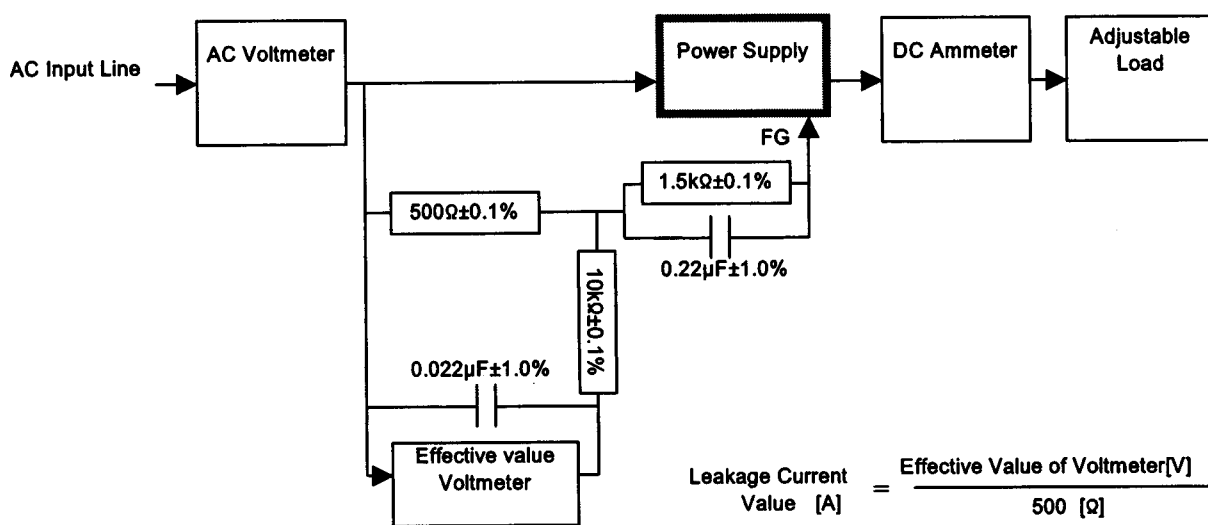 AC Input Line
AC Voltmeter
Power Supply
DC Ammeter
Adjustable
Load
FG
1.5kΩ±0.1%
500Ω±0.1%
0.22µF±1.0%
10kΩ±0.1%
0.022µF±1.0%
Effective value
Voltmeter
Leakage Current
Value [A]
=
Effective Value of Voltmeter[V]
500 [Ω]